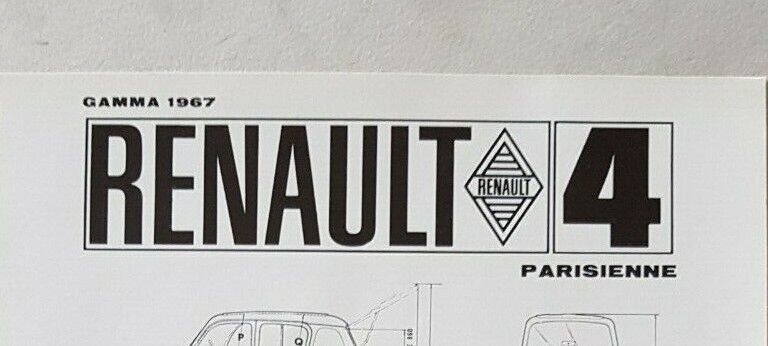 GAMMA 1967
RENAULT RENAULT 4
PARISIENNE
P Q